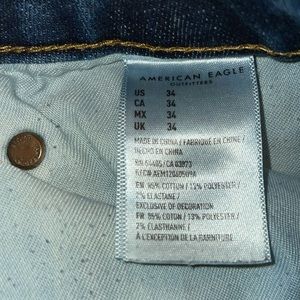 AMERICAN EAGLE
OUTFITTERS
US 34
CA 34
MX 34
UK 34
MADE IN CHINA / FABRIQUÉ EN CHINE /
HECHO EN CHINA
RN 54485/CA 03873
EN: 85% COTTON / 13% POLYESTER /
2% ELASTANE /
EXCLUSIVE OF DECORATION
FR: 85% COTON / 13% POLYESTER /
2% ÉLASTHANNE /
À L'EXCEPTION DE LA GARNITURE